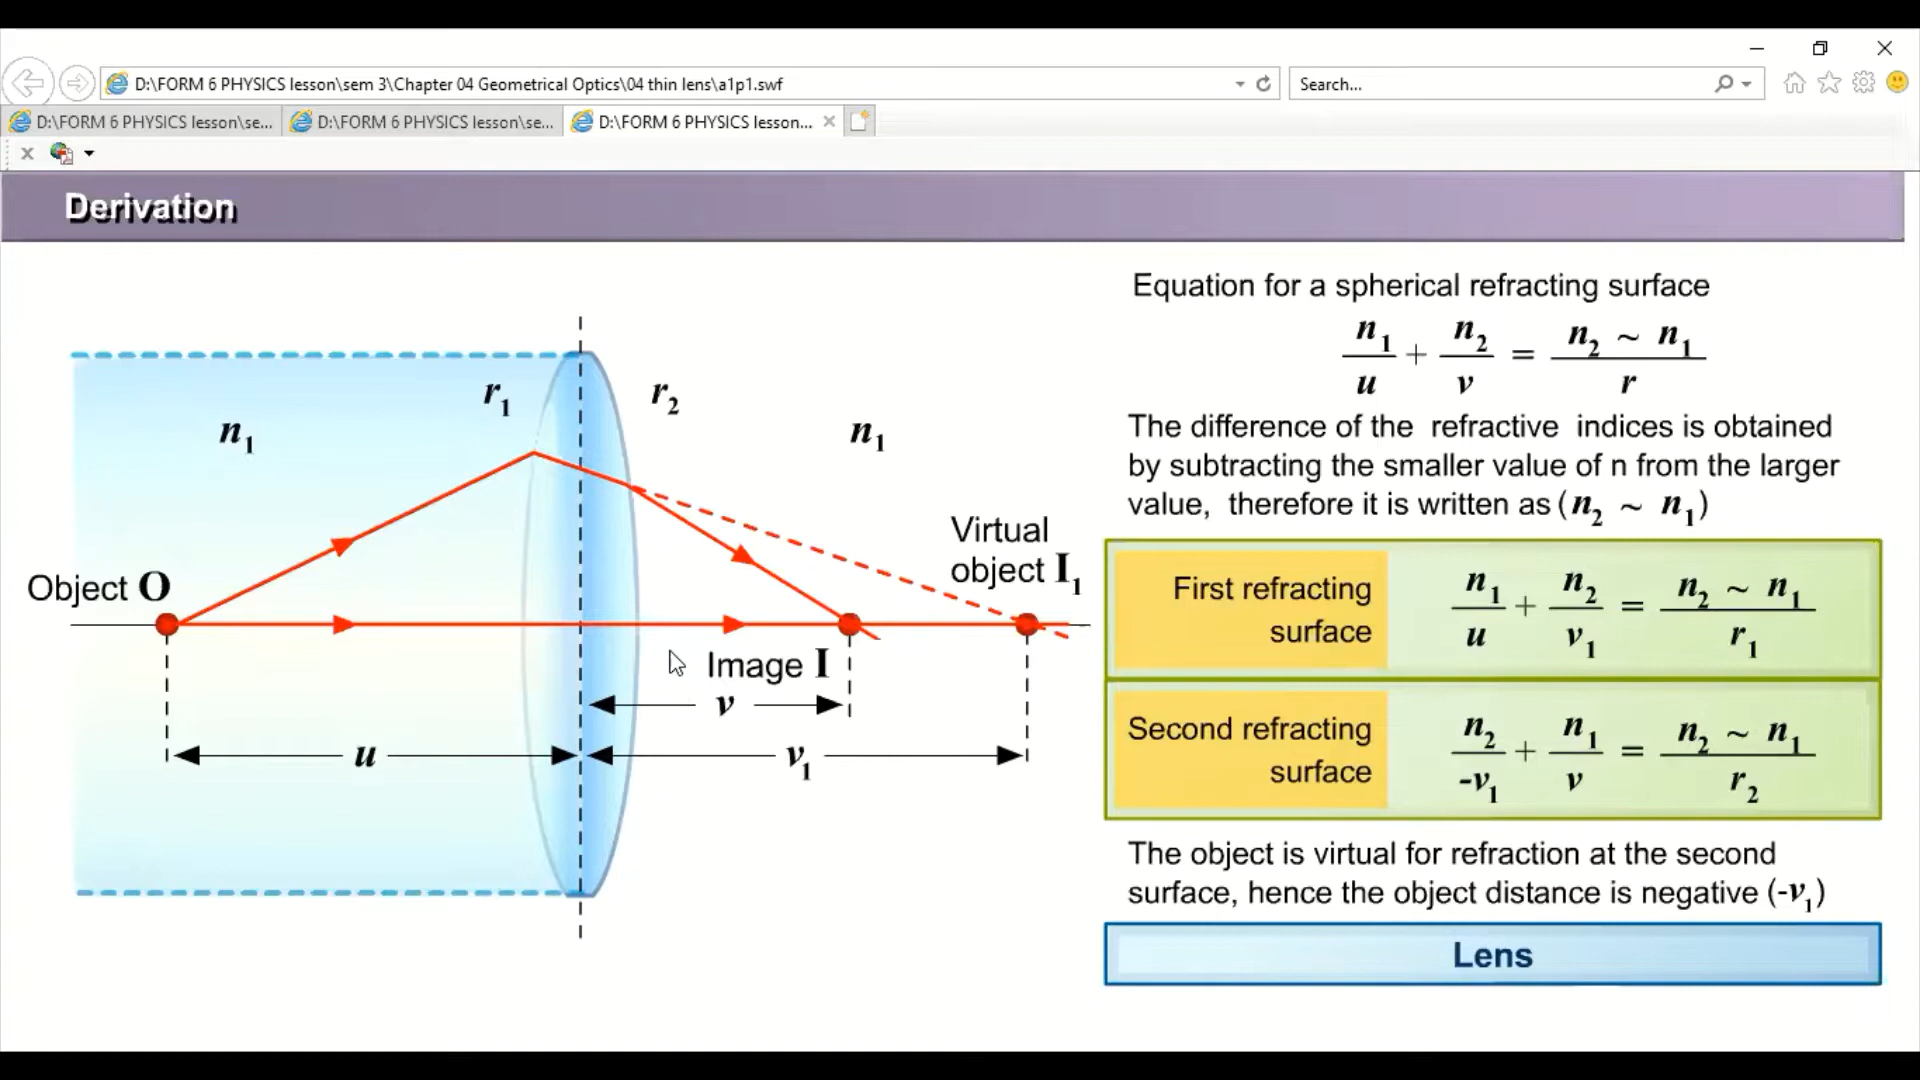 D:\FORM 6 PHYSICS lesson\sem 3\Chapter 04 Geometrical Optics\04 thin lens\a1p1.swf
Search...
D:\FORM 6 PHYSICS lesson\se...
D:\FORM 6 PHYSICS lesson\se...
D:\FORM 6 PHYSICS lesson...
Derivation
r₁
r₂
n₁
n₁
Object O
Virtual
object I₁
Image I
v
u
v₁
Equation for a spherical refracting surface
n₁/u + n₂/v = (n₂ ~ n₁)/r
The difference of the refractive indices is obtained
by subtracting the smaller value of n from the larger
value, therefore it is written as (n₂ ~ n₁)
First refracting
surface
n₁/u + n₂/v₁ = (n₂ ~ n₁)/r₁
Second refracting
surface
n₂/-v₁ + n₁/v = (n₂ ~ n₁)/r₂
The object is virtual for refraction at the second
surface, hence the object distance is negative (-v₁)
Lens